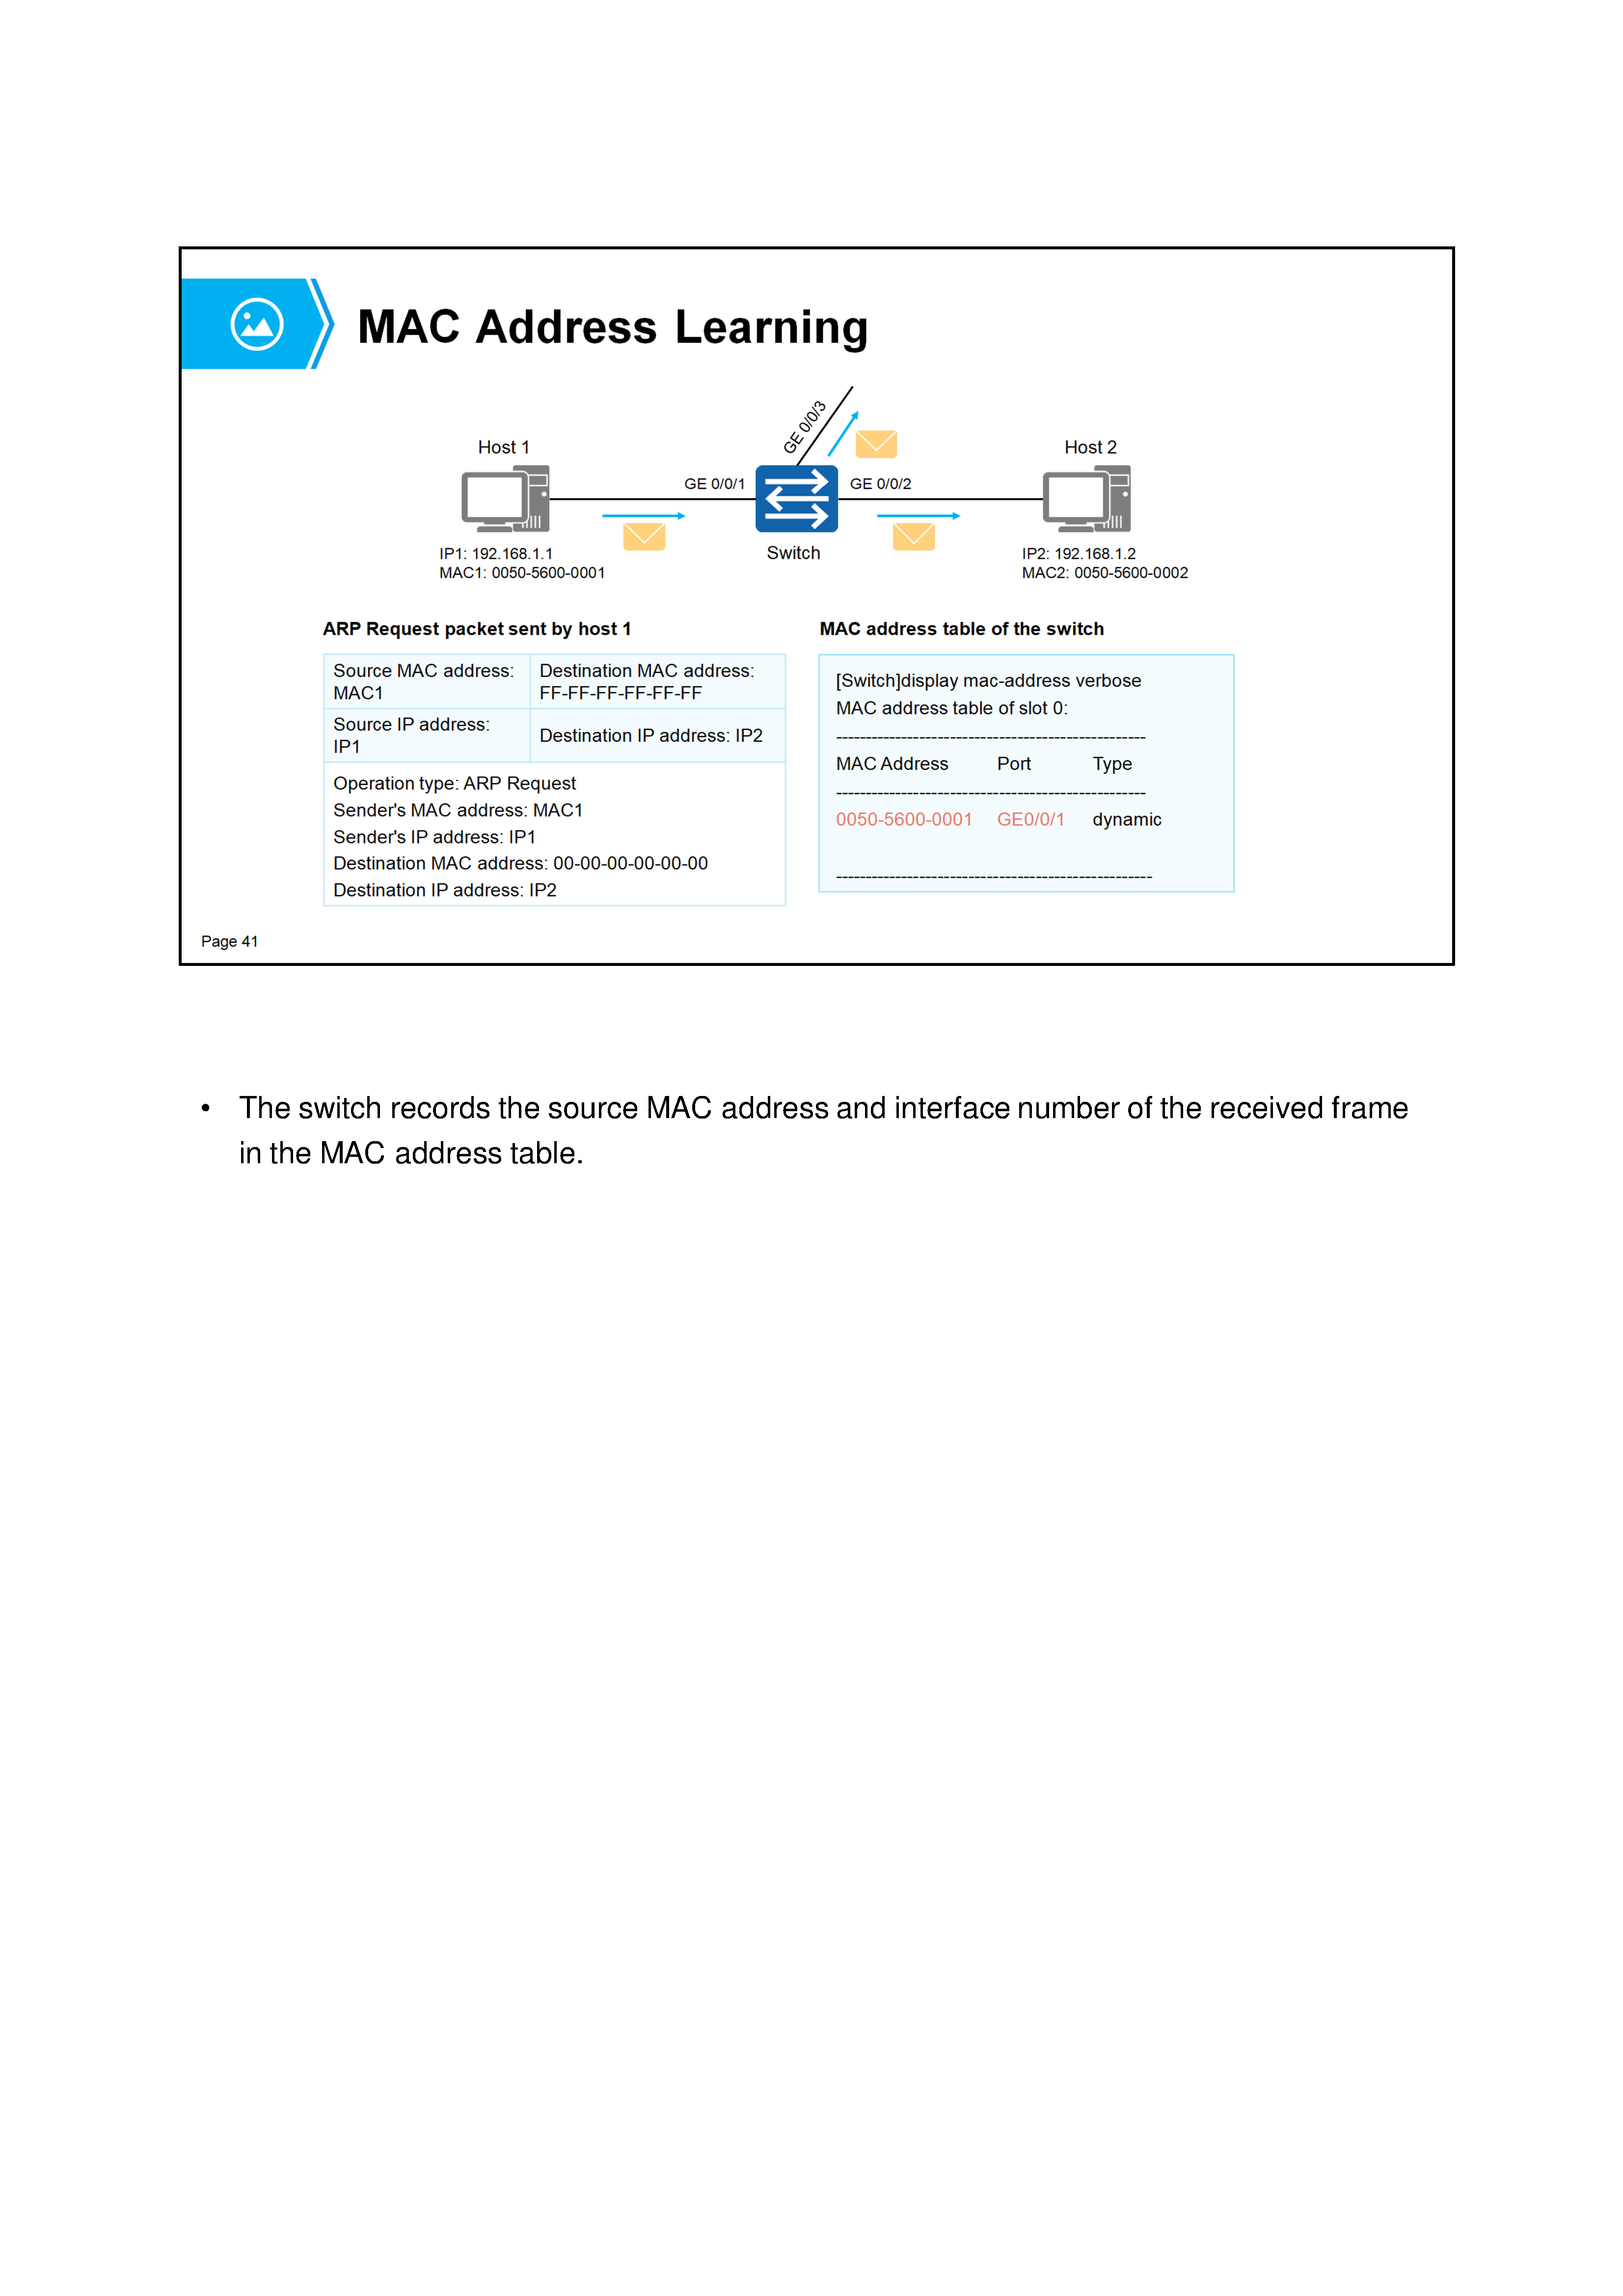 MAC Address Learning
GE 0/0/3
Host 1
Host 2
GE 0/0/1
GE 0/0/2
IP1: 192.168.1.1
MAC1: 0050-5600-0001
Switch
IP2: 192.168.1.2
MAC2: 0050-5600-0002
ARP Request packet sent by host 1
Source MAC address:
MAC1
Destination MAC address:
FF-FF-FF-FF-FF-FF
Source IP address:
IP1
Destination IP address: IP2
Operation type: ARP Request
Sender's MAC address: MAC1
Sender's IP address: IP1
Destination MAC address: 00-00-00-00-00-00
Destination IP address: IP2
MAC address table of the switch
[Switch]display mac-address verbose
MAC address table of slot 0:
----------------------------------------------------
MAC Address Port Type
----------------------------------------------------
0050-5600-0001 GE0/0/1 dynamic
-----------------------------------------------------
Page 41
• The switch records the source MAC address and interface number of the received frame
in the MAC address table.